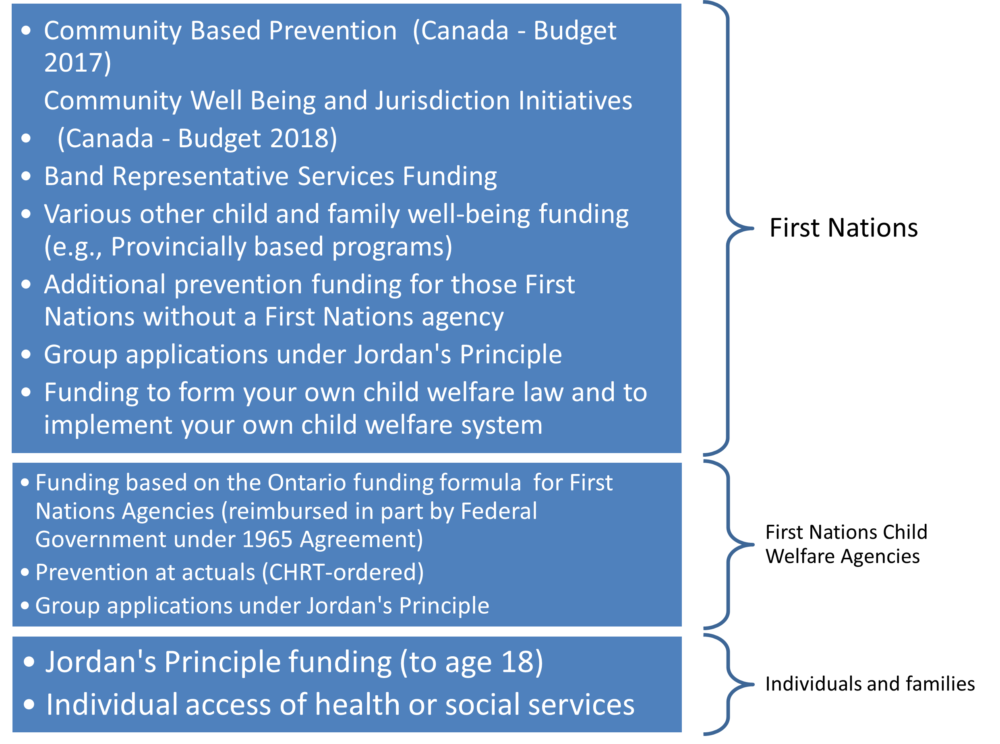 • Community Based Prevention  (Canada - Budget
2017)
Community Well Being and Jurisdiction Initiatives
•  (Canada - Budget 2018)
• Band Representative Services Funding
• Various other child and family well-being funding
(e.g., Provincially based programs)
• Additional prevention funding for those First
Nations without a First Nations agency
• Group applications under Jordan's Principle
• Funding to form your own child welfare law and to
implement your own child welfare system
First Nations
• Funding based on the Ontario funding formula  for First
Nations Agencies (reimbursed in part by Federal
Government under 1965 Agreement)
• Prevention at actuals (CHRT-ordered)
• Group applications under Jordan's Principle
First Nations Child
Welfare Agencies
• Jordan's Principle funding (to age 18)
• Individual access of health or social services
Individuals and families